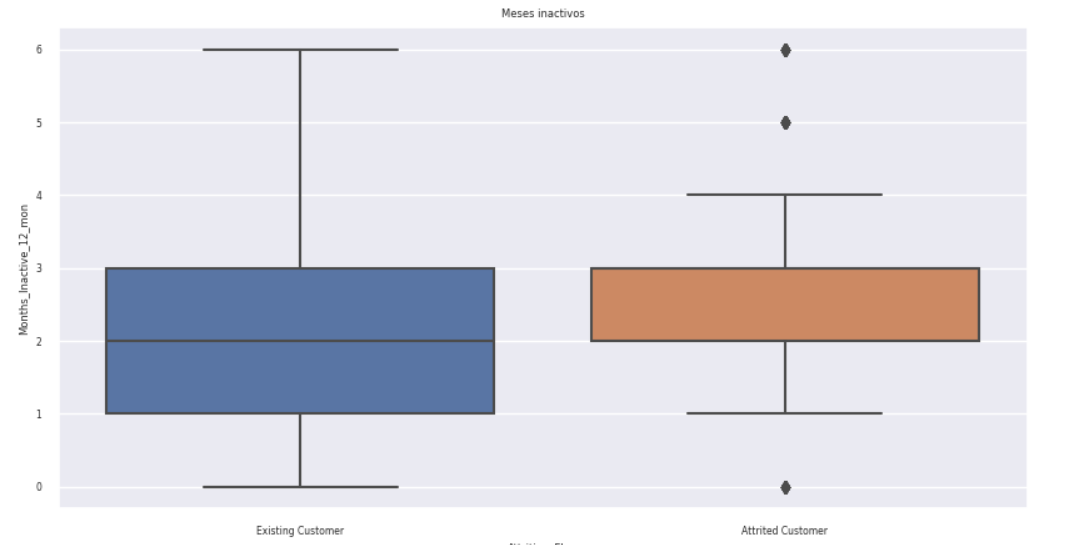 Meses inactivos
6
5
4
3
2
1
0
Months_Inactive_12_mon
Existing Customer
Attrited Customer